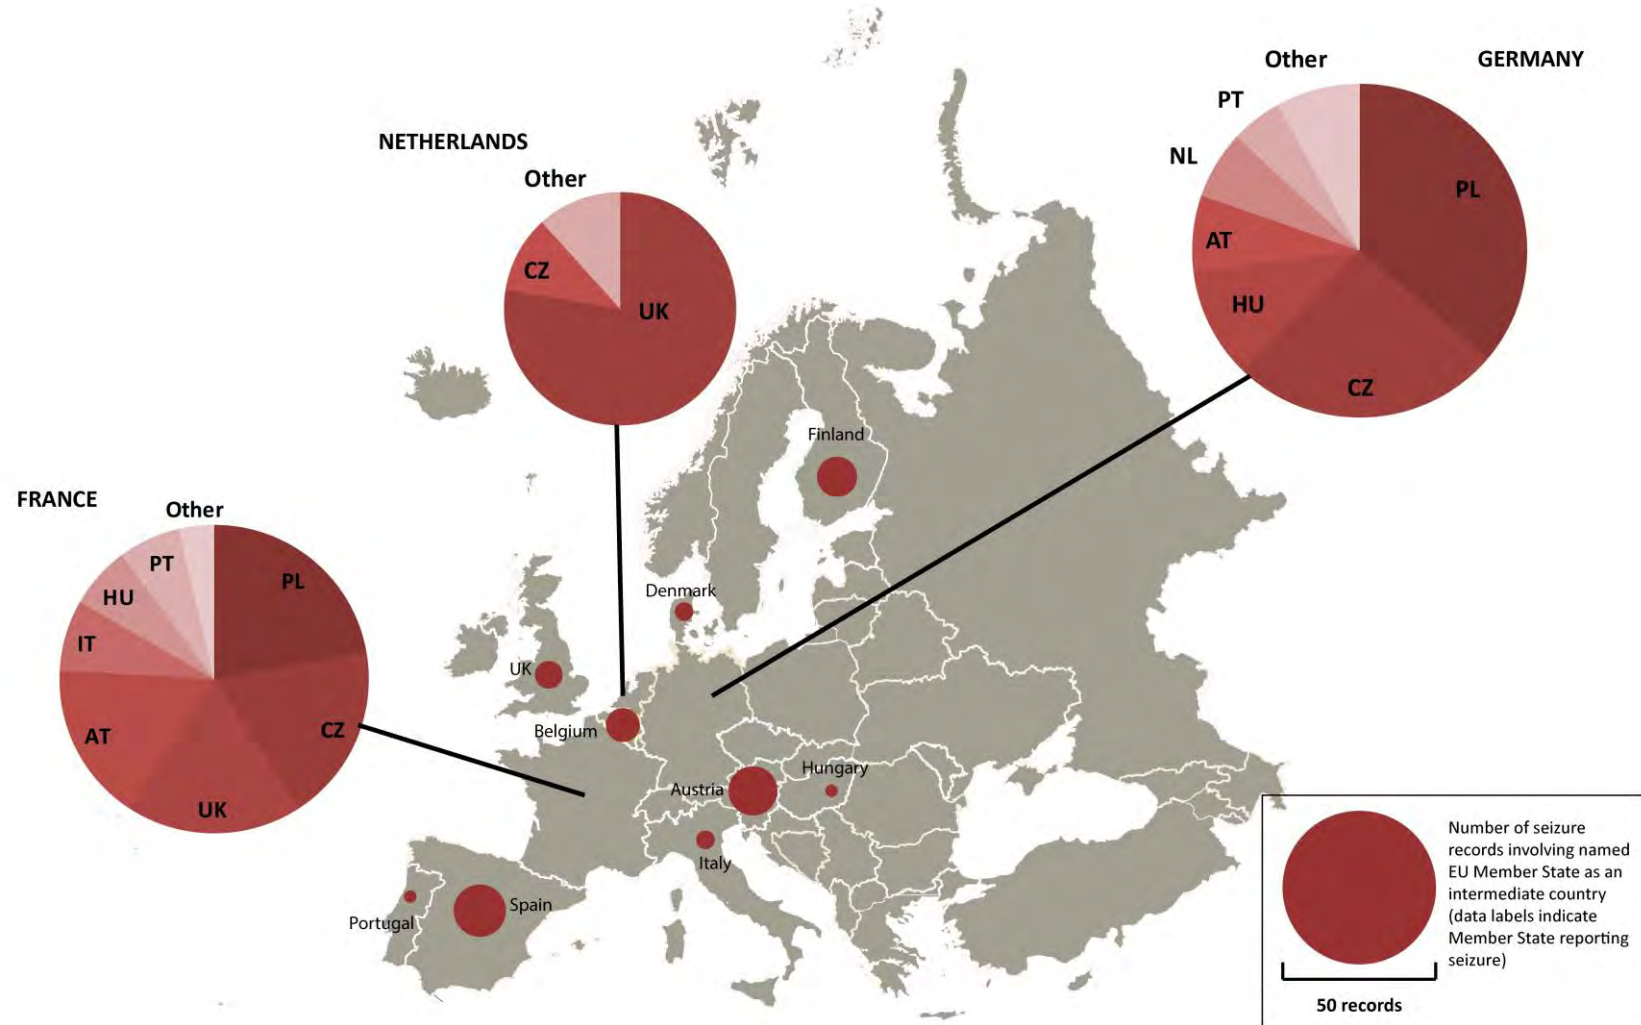 Other
GERMANY
PT
NETHERLANDS
NL
Other
PL
AT
CZ
HU
UK
CZ
Finland
FRANCE
Other
PT
PL
HU
Denmark
IT
UK
CZ
Belgium
AT
Hungary
Austria
UK
Italy
Spain
Portugal
Number of seizure
records involving named
EU Member State as an
intermediate country
(data labels indicate
Member State reporting
seizure)
50 records